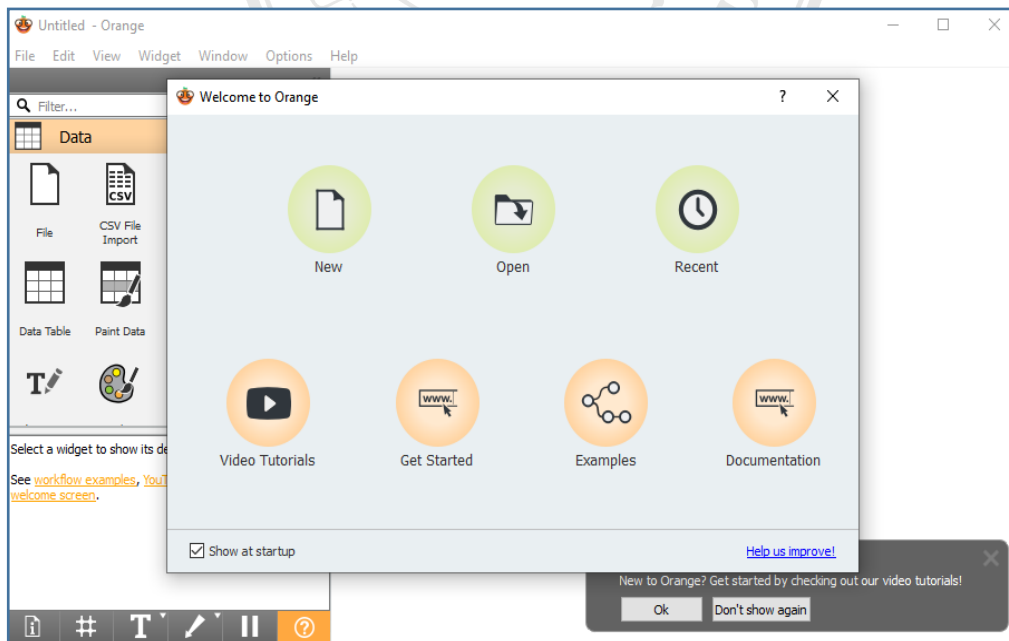 Untitled - Orange
File Edit View Widget Window Options Help
Filter...
Data
File
CSV
CSV File
Import
Data Table
Paint Data
T
Select a widget to show its de
See workflow examples, You
welcome screen.
T
?
Welcome to Orange
?
New
Open
Recent
www.
www.
Video Tutorials
Get Started
Examples
Documentation
Show at startup
Help us improve!
New to Orange? Get started by checking out our video tutorials!
Ok
Don't show again